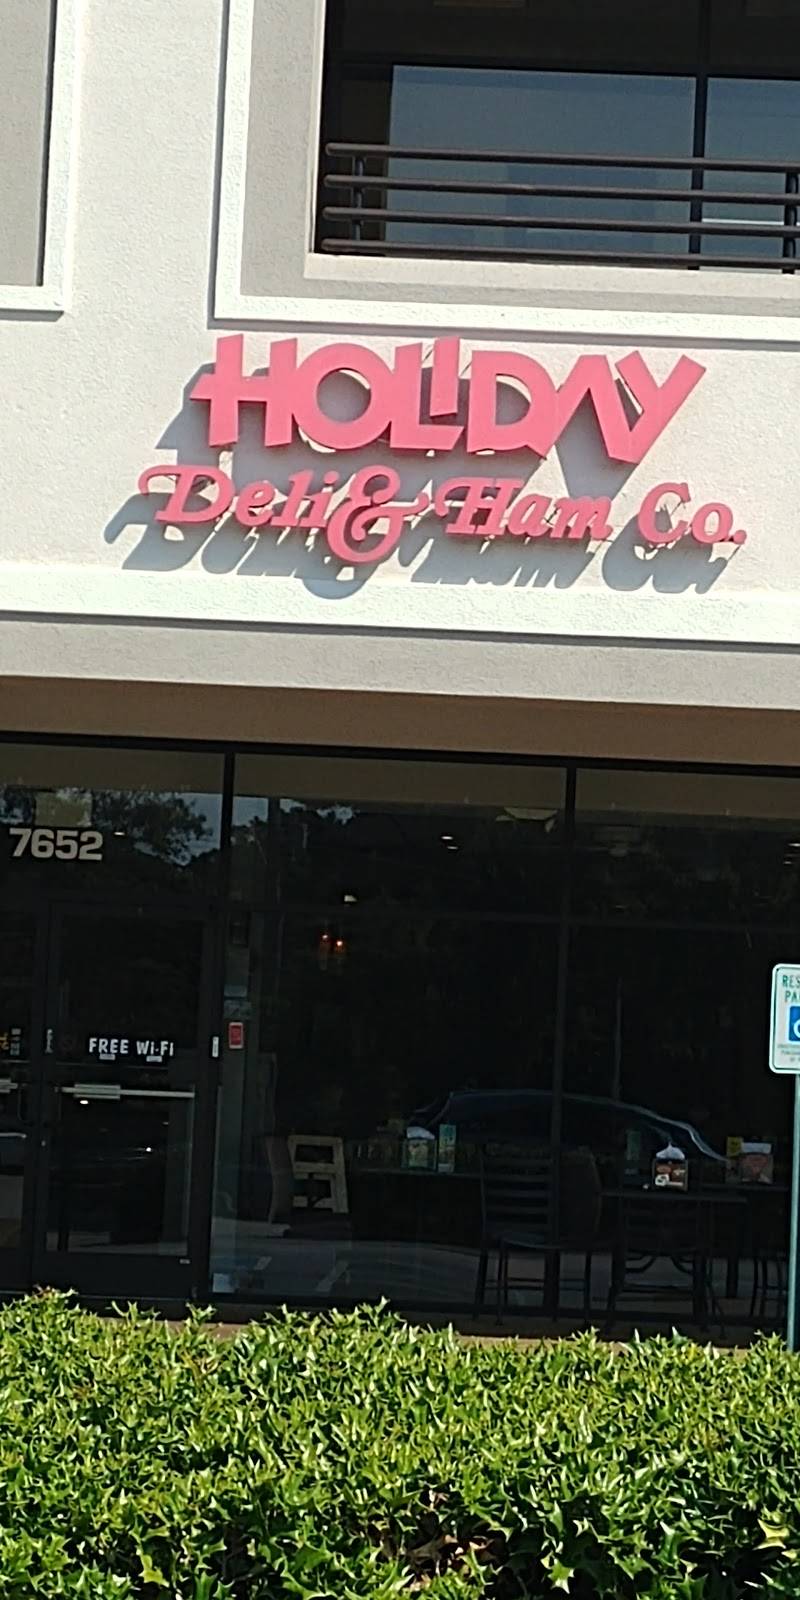 HOLIDAY
Deli & Ham Co.
7652
FREE Wi-Fi